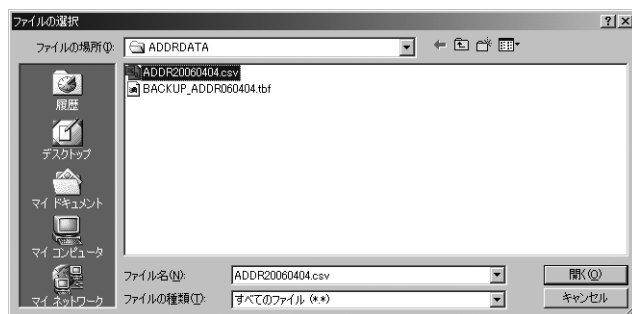 ファイルの選択
ファイルの場所(I):
ADDRDATA
履歴
デスクトップ
マイ ドキュメント
マイ コンピュータ
マイ ネットワーク
ADDR20060404.csv
BACKUP_ADDR060404.tbf
ファイル名(N):
ADDR20060404.csv
開く(O)
ファイルの種類(T):
すべてのファイル (*.*)
キャンセル